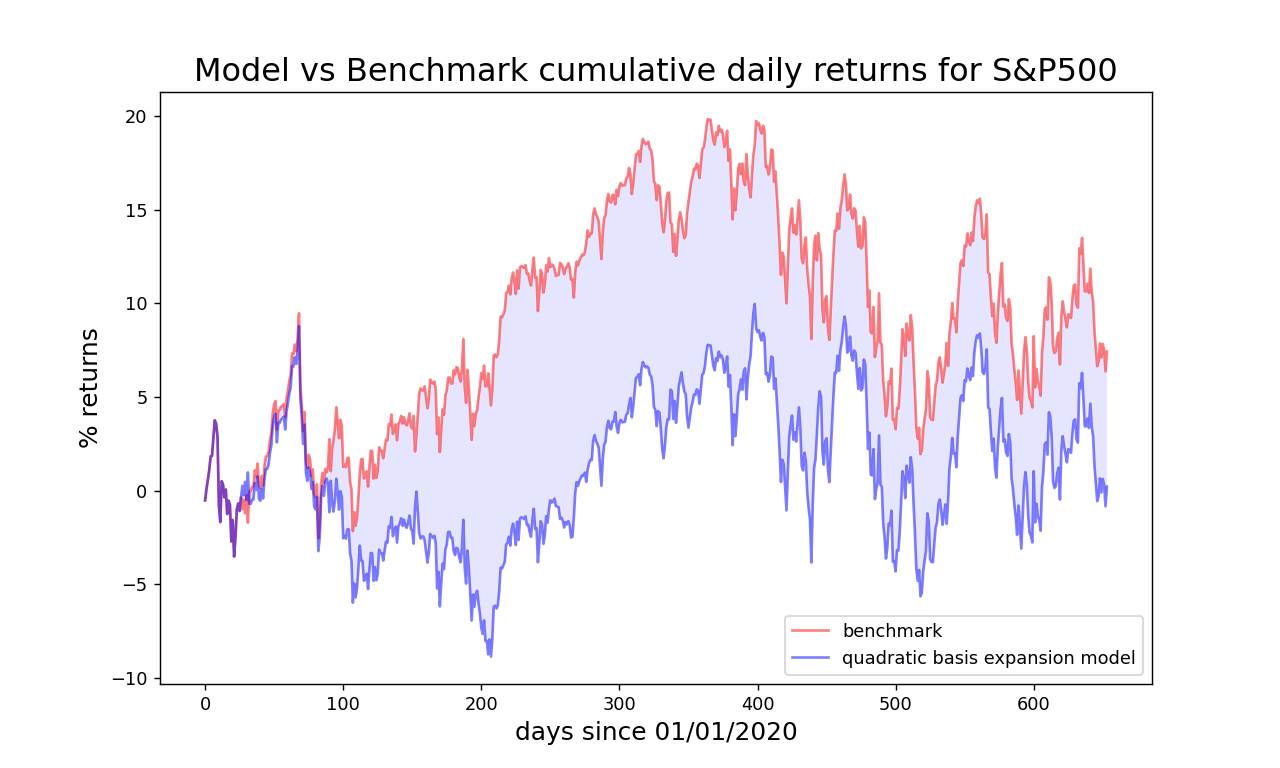 Model vs Benchmark cumulative daily returns for S&P500
20
15
10
5
0
−5
−10
% returns
benchmark
quadratic basis expansion model
0 100 200 300 400 500 600
days since 01/01/2020